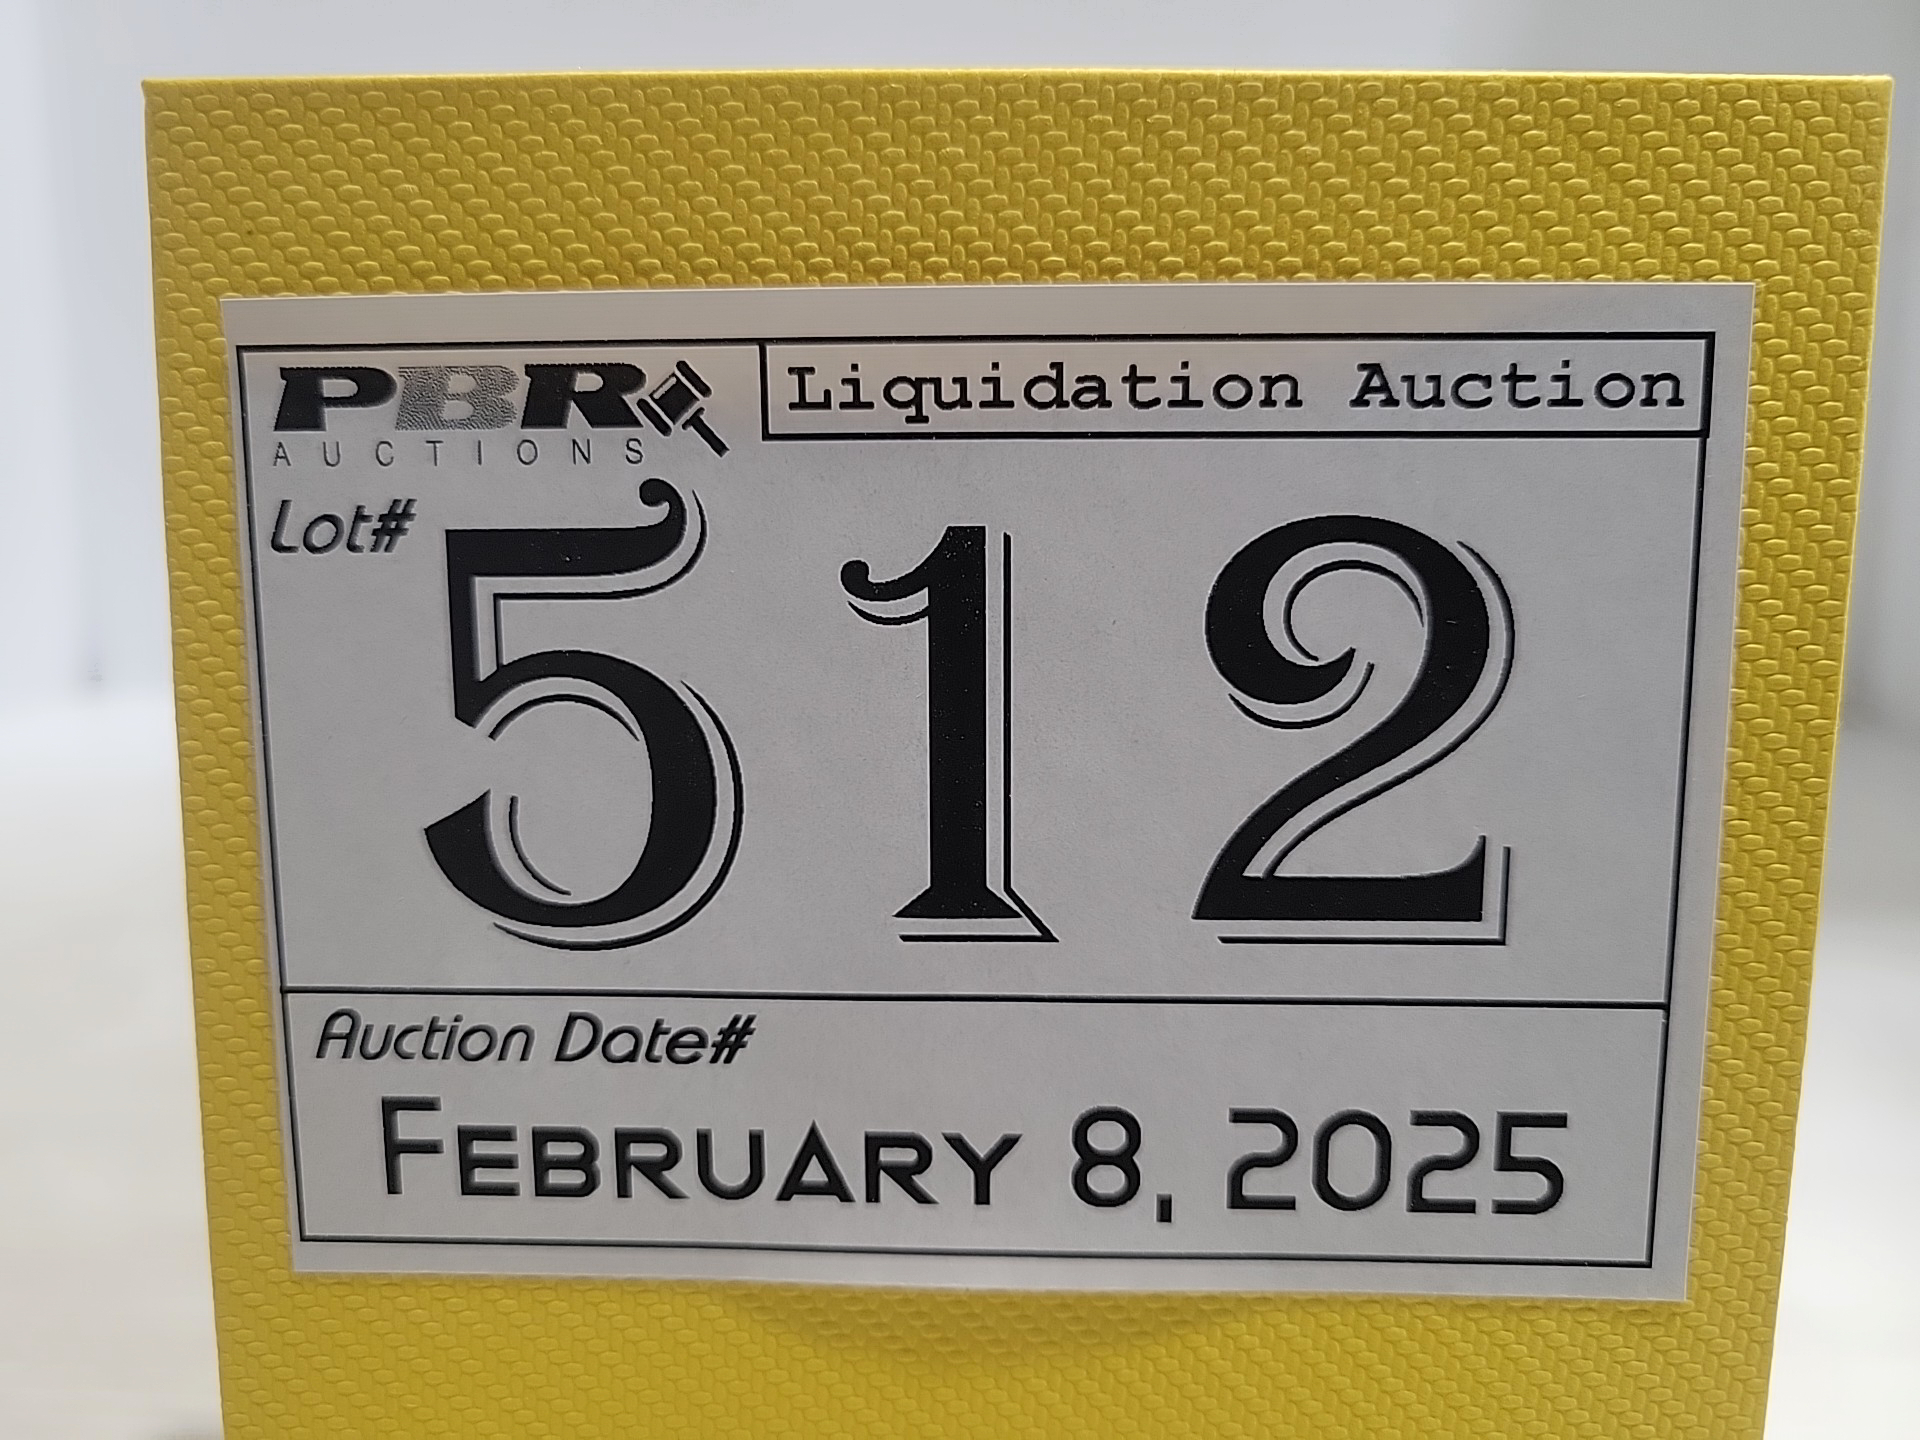 PBR
AUCTIONS
Liquidation Auction
Lot#
512
Auction Date#
FEBRUARY 8, 2025